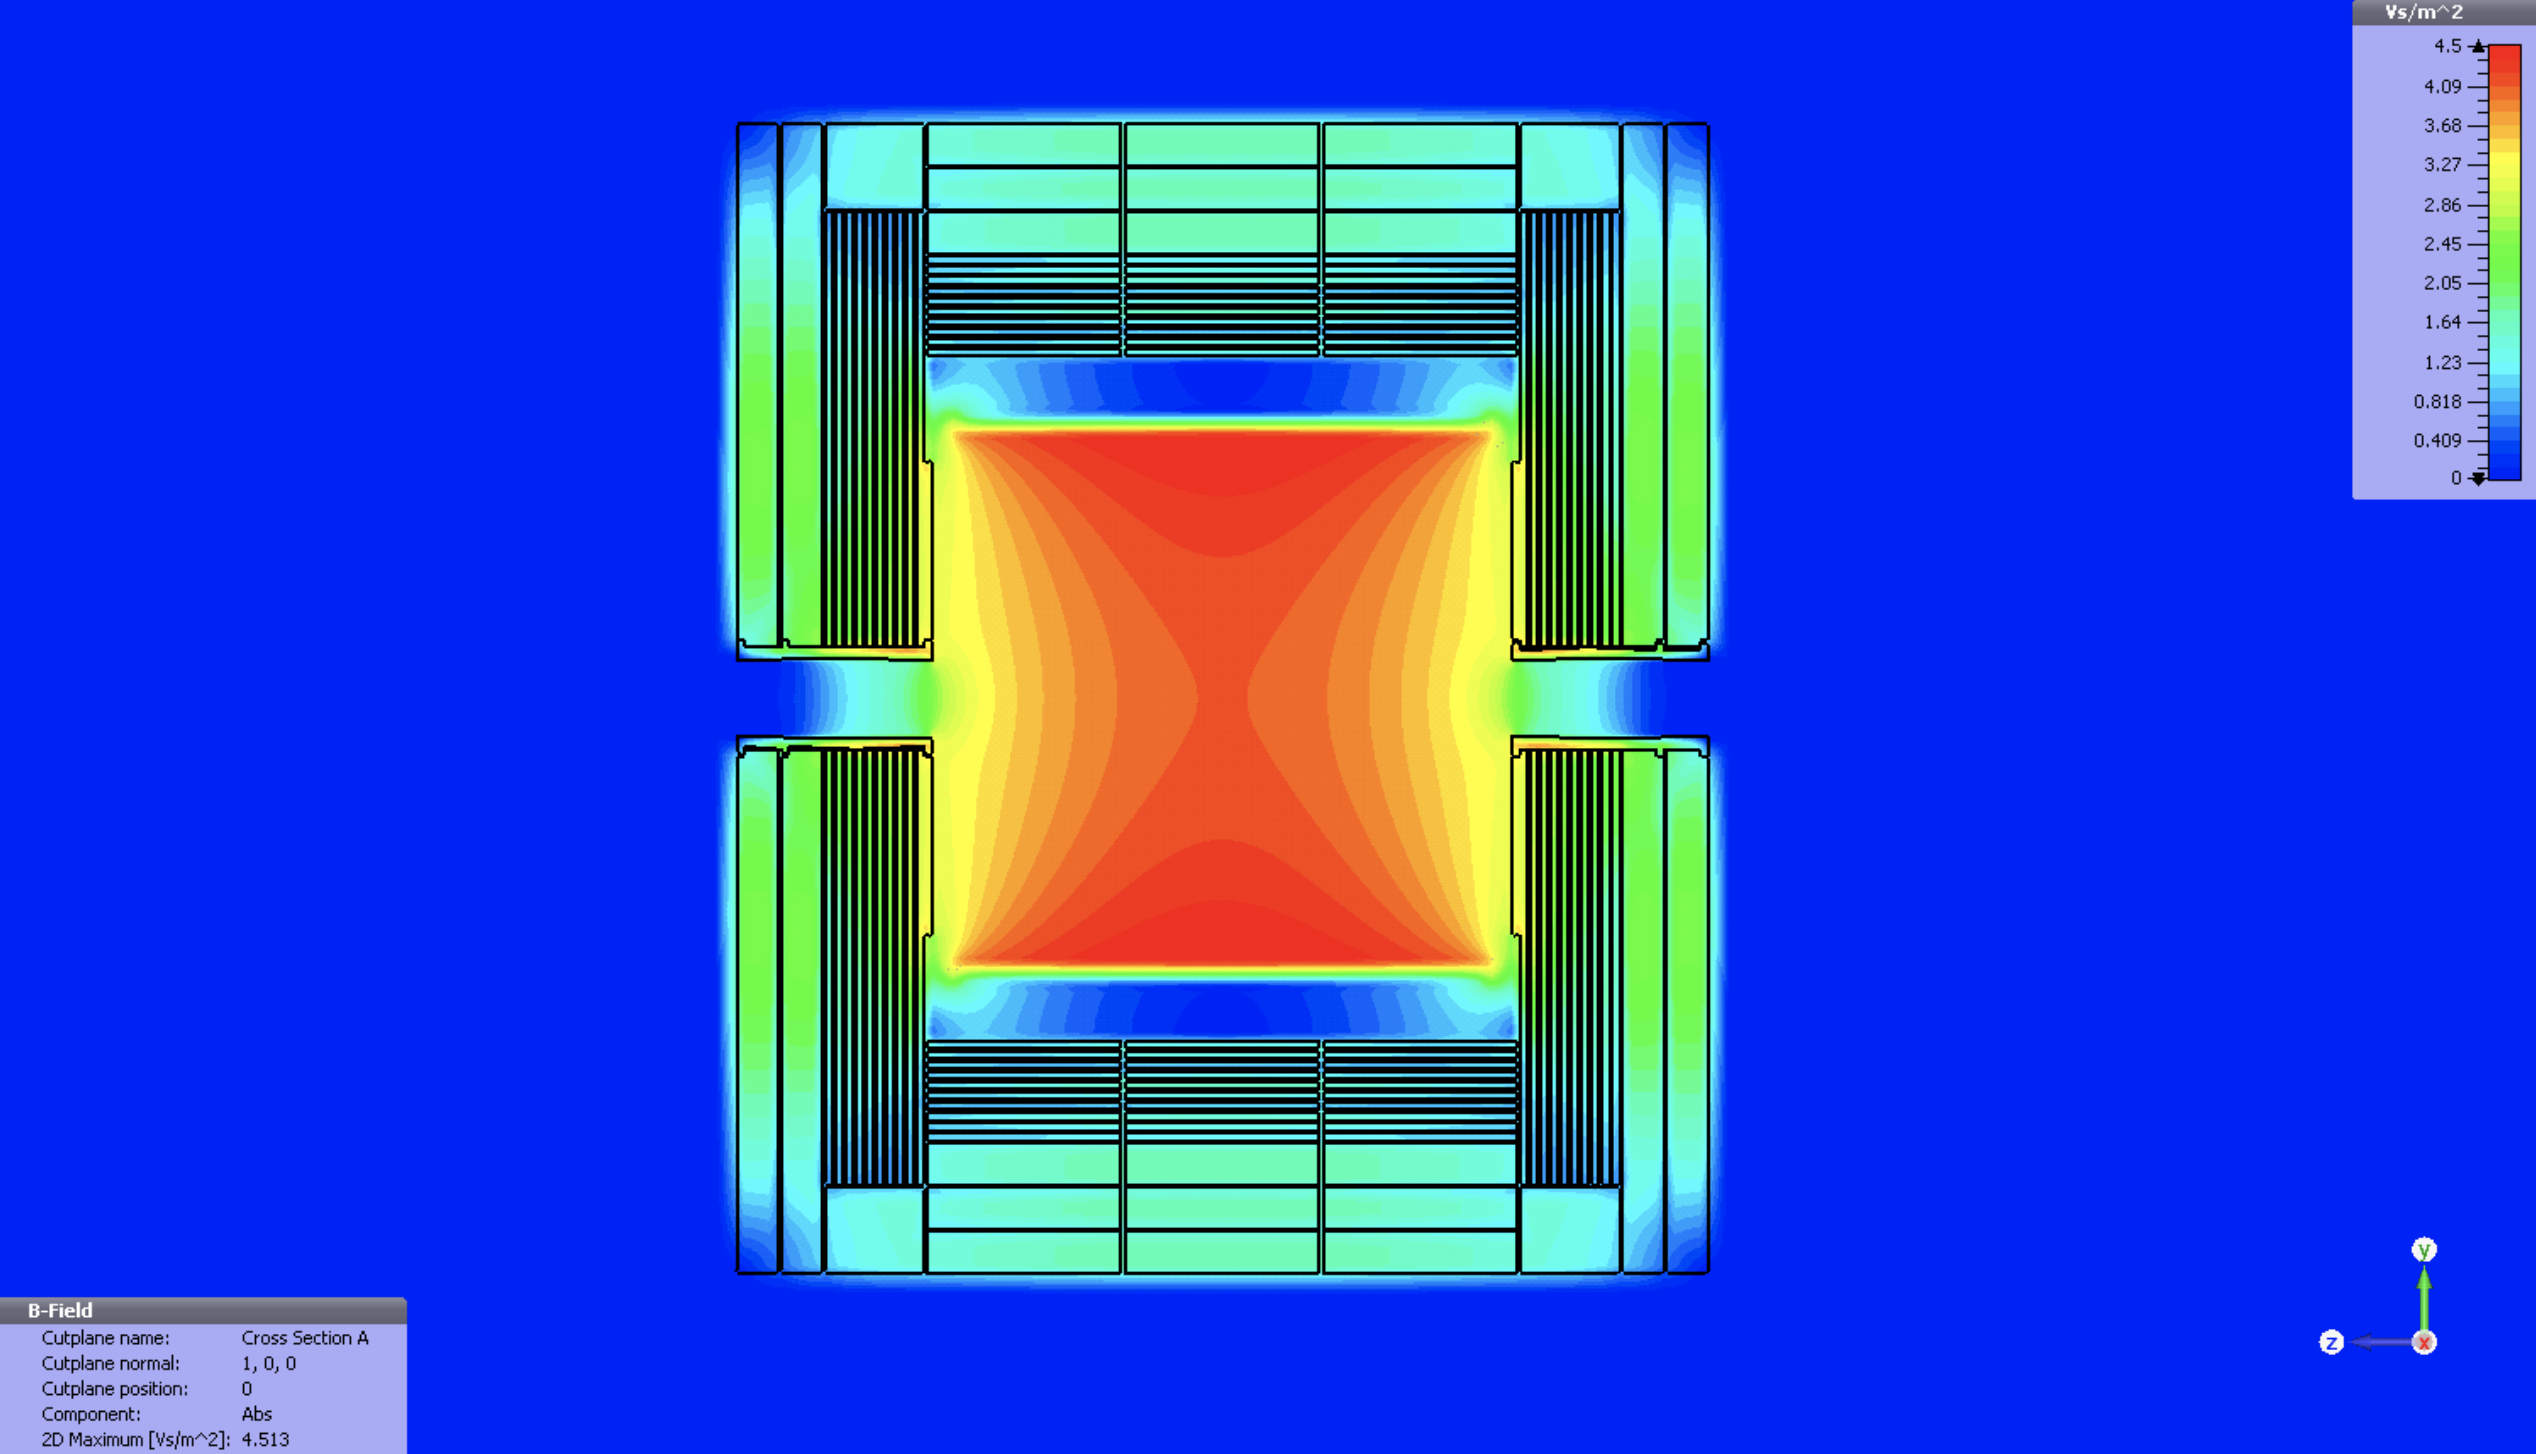 Vs/m^2
4.5
4.09
3.68
3.27
2.86
2.45
2.05
1.64
1.23
0.818
0.409
0
B-Field
Cutplane name: Cross Section A
Cutplane normal: 1, 0, 0
Cutplane position: 0
Component: Abs
2D Maximum [Vs/m^2]: 4.513
y
z x